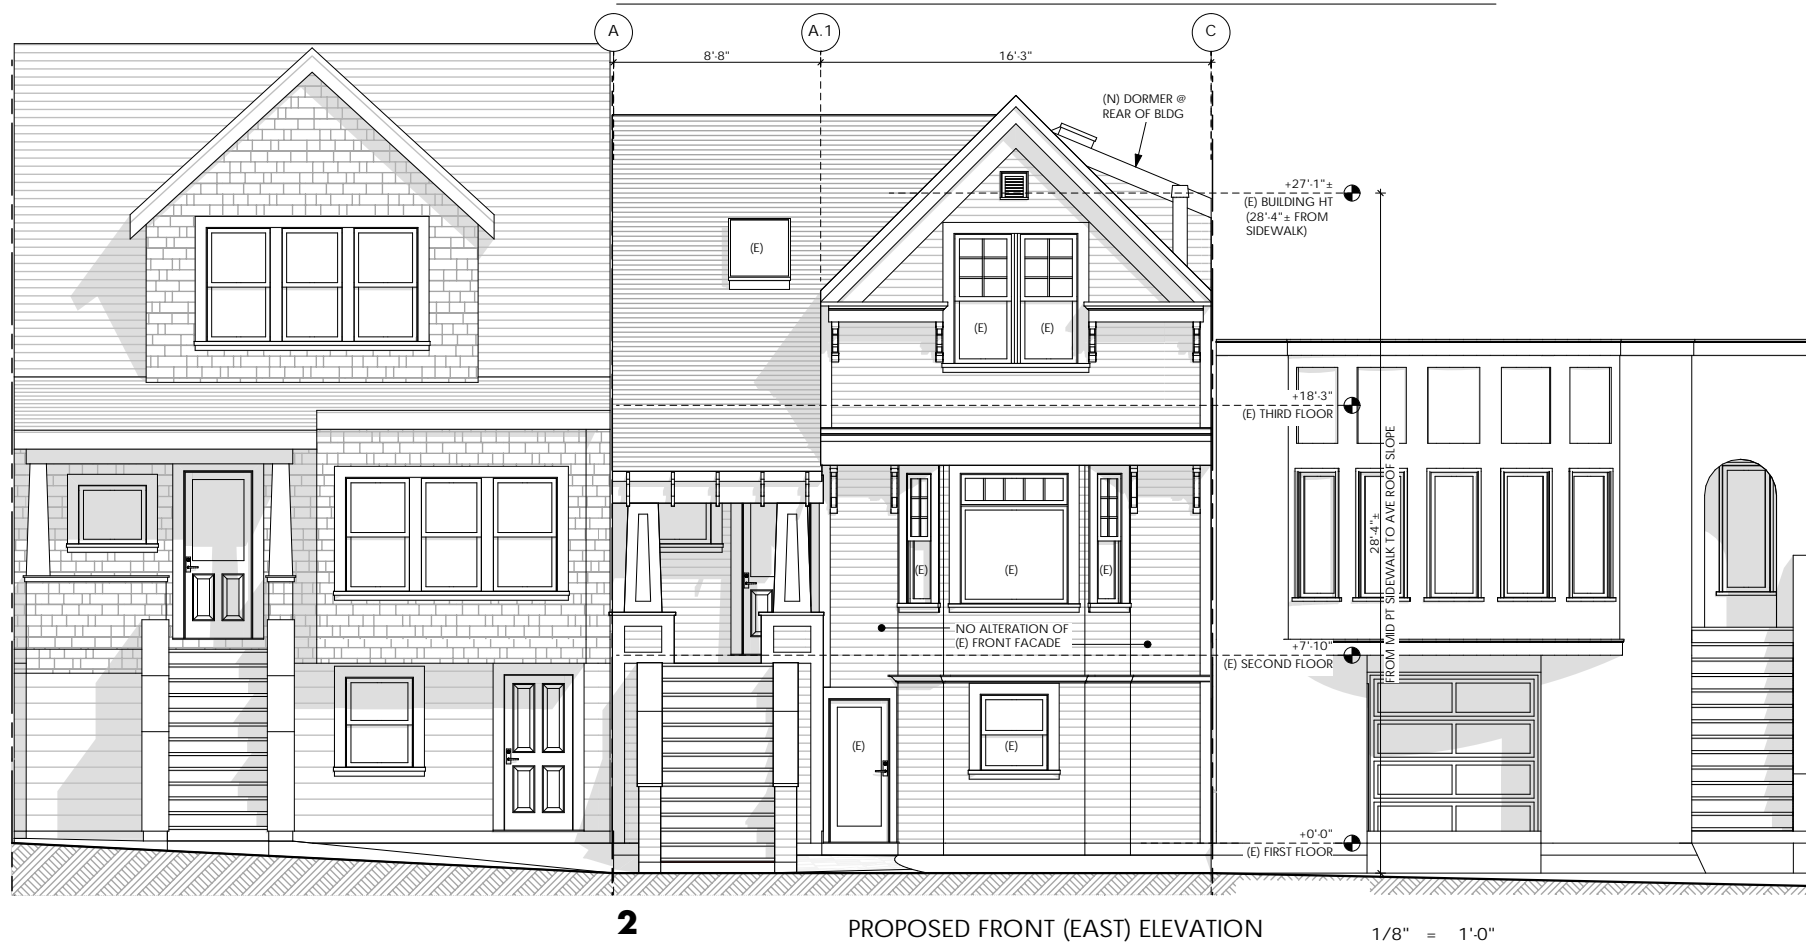 A
A.1
C
8'-8"
16'-3"
(N) DORMER @
REAR OF BLDG
+27'-1"±
(E) BUILDING HT
(28'-4"± FROM
SIDEWALK)
(E)
(E)
(E)
+18'-3"
(E) THIRD FLOOR
28'-4"±
FROM MID PT SIDEWALK TO AVE ROOF SLOPE
(E)
(E)
(E)
NO ALTERATION OF
(E) FRONT FACADE
+7'-10"
(E) SECOND FLOOR
(E)
(E)
+0'-0"
(E) FIRST FLOOR
2
PROPOSED FRONT (EAST) ELEVATION
1/8" = 1'-0"